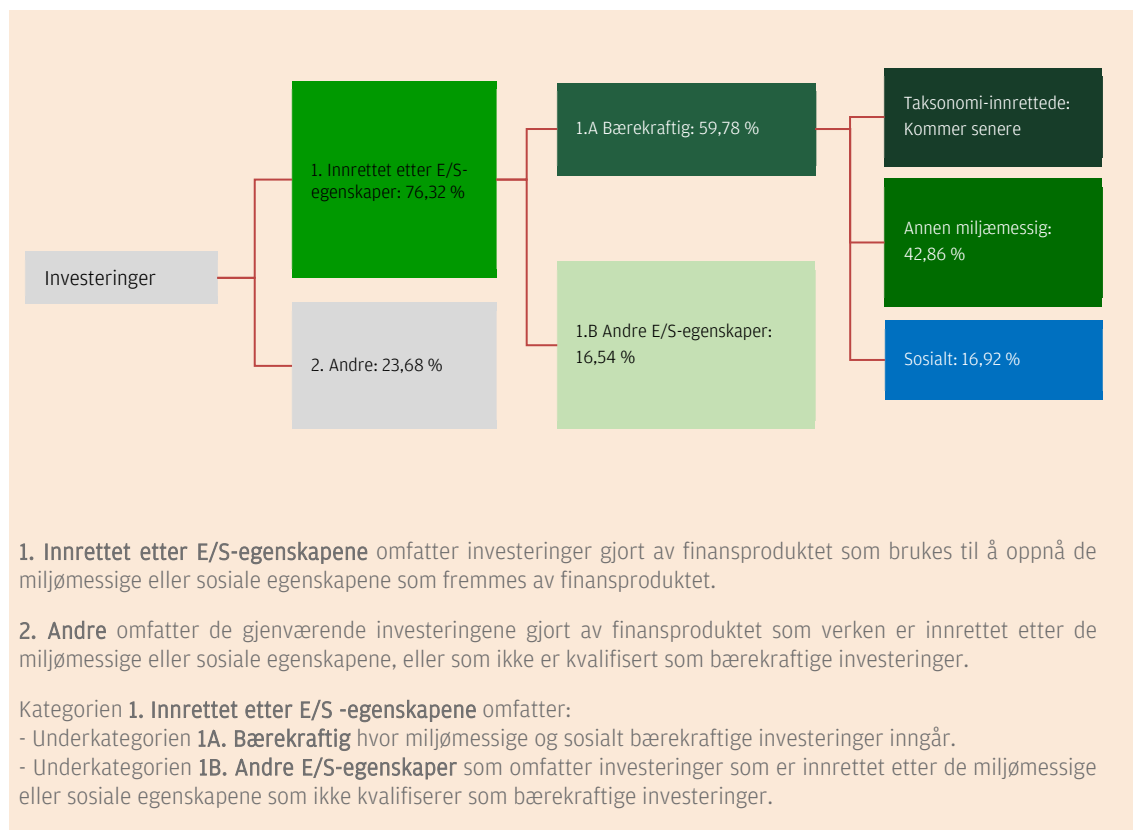 Investeringer
1. Innrettet etter E/S-
egenskaper: 76,32 %
2. Andre: 23,68 %
1.A Bærekraftig: 59,78 %
1.B Andre E/S-egenskaper:
16,54 %
Taksonomi-innrettede:
Kommer senere
Annen miljæmessig:
42,86 %
Sosialt: 16,92 %
1. Innrettet etter E/S-egenskapene omfatter investeringer gjort av finansproduktet som brukes til å oppnå de
miljømessige eller sosiale egenskapene som fremmes av finansproduktet.
2. Andre omfatter de gjenværende investeringene gjort av finansproduktet som verken er innrettet etter de
miljømessige eller sosiale egenskapene, eller som ikke er kvalifisert som bærekraftige investeringer.
Kategorien 1. Innrettet etter E/S -egenskapene omfatter:
- Underkategorien 1A. Bærekraftig hvor miljømessige og sosialt bærekraftige investeringer inngår.
- Underkategorien 1B. Andre E/S-egenskaper som omfatter investeringer som er innrettet etter de miljømessige
eller sosiale egenskapene som ikke kvalifiserer som bærekraftige investeringer.